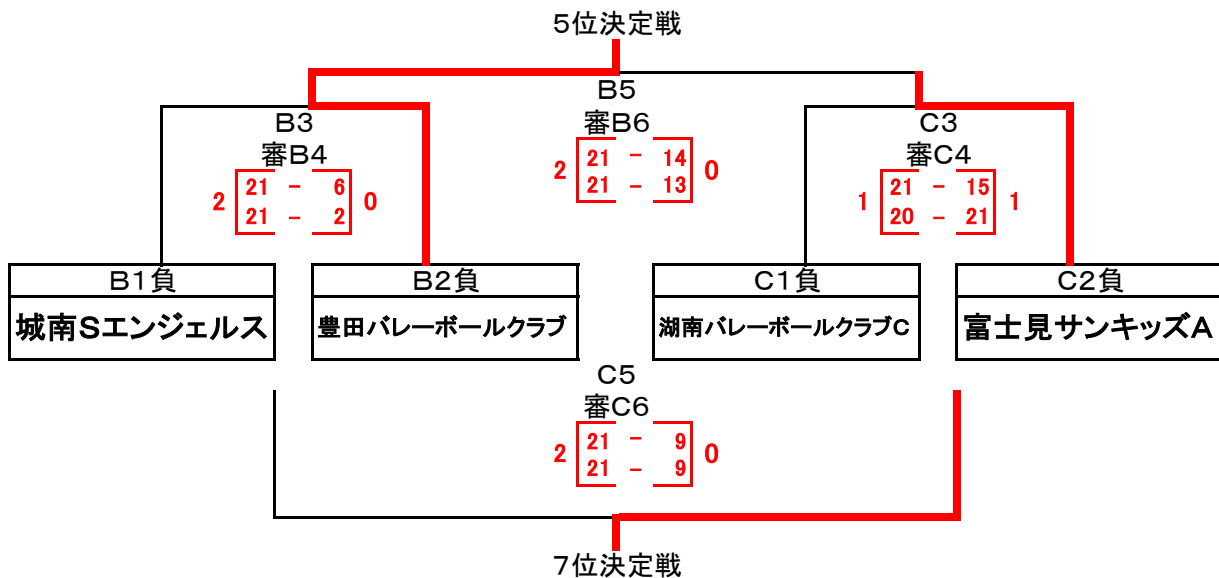 5位決定戦
B5
審B6
2 21 - 14 0
21 - 13
B3
審B4
2 21 - 6 0
21 - 2
C3
審C4
1 21 - 15 1
20 - 21
B1負
B2負
C1負
C2負
城南Sエンジェルス
豊田バレーボールクラブ
湖南バレーボールクラブC
富士見サンキッズA
C5
審C6
2 21 - 9 0
21 - 9
7位決定戦